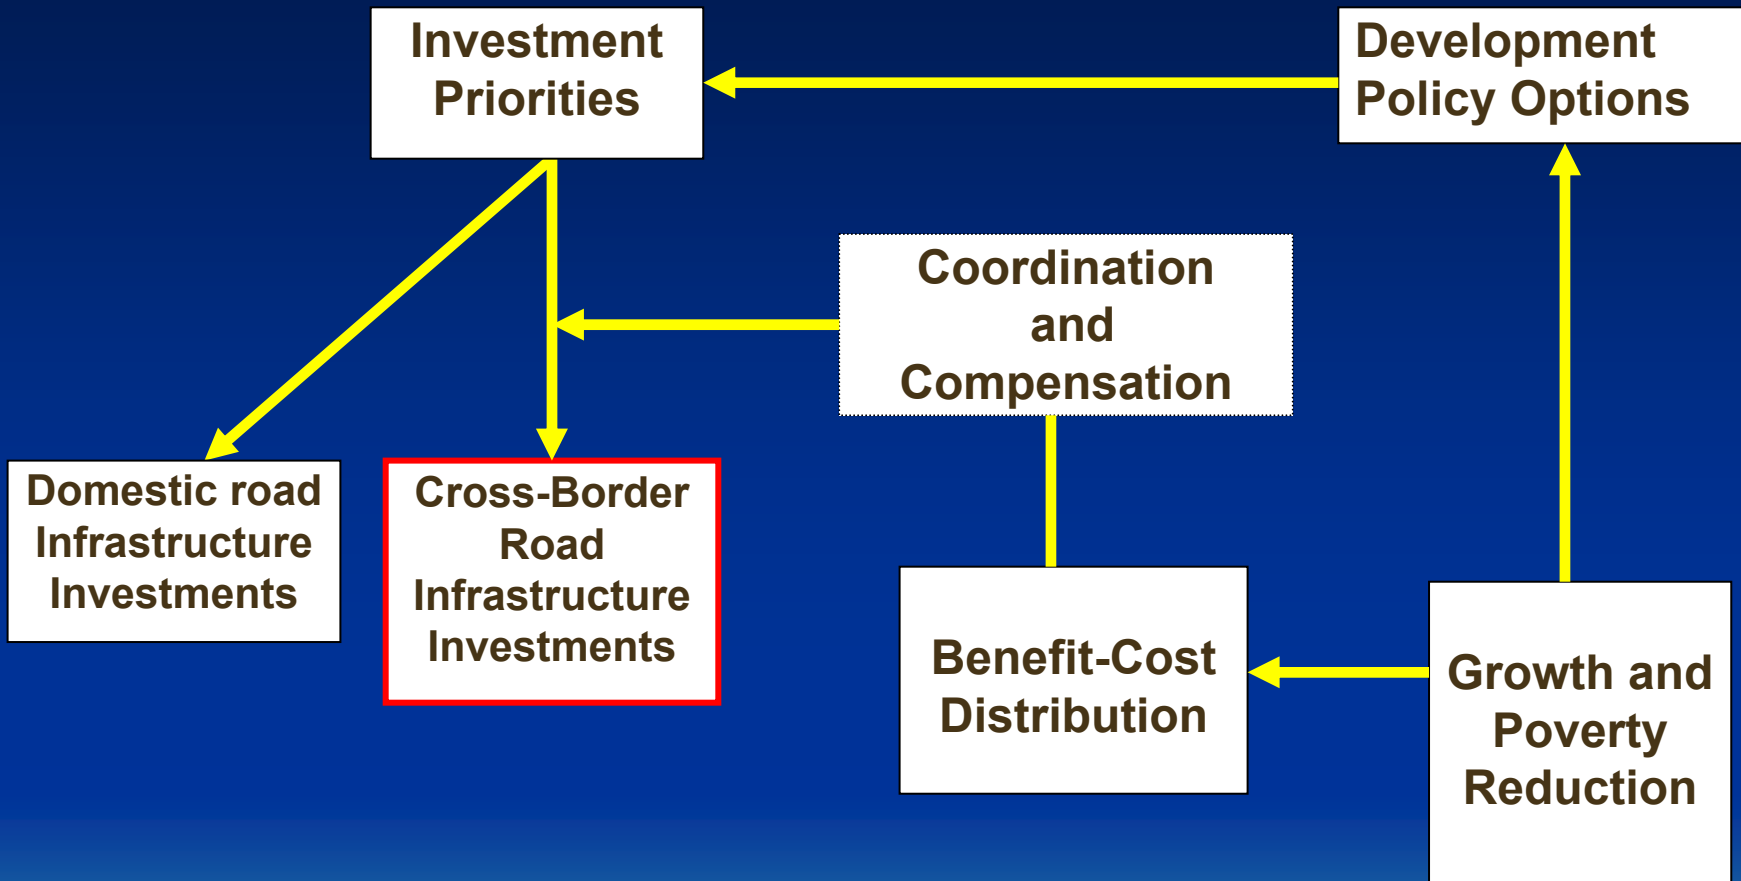 Investment
Priorities
Development
Policy Options
Coordination
and
Compensation
Domestic road
Infrastructure
Investments
Cross-Border
Road
Infrastructure
Investments
Benefit-Cost
Distribution
Growth and
Poverty
Reduction